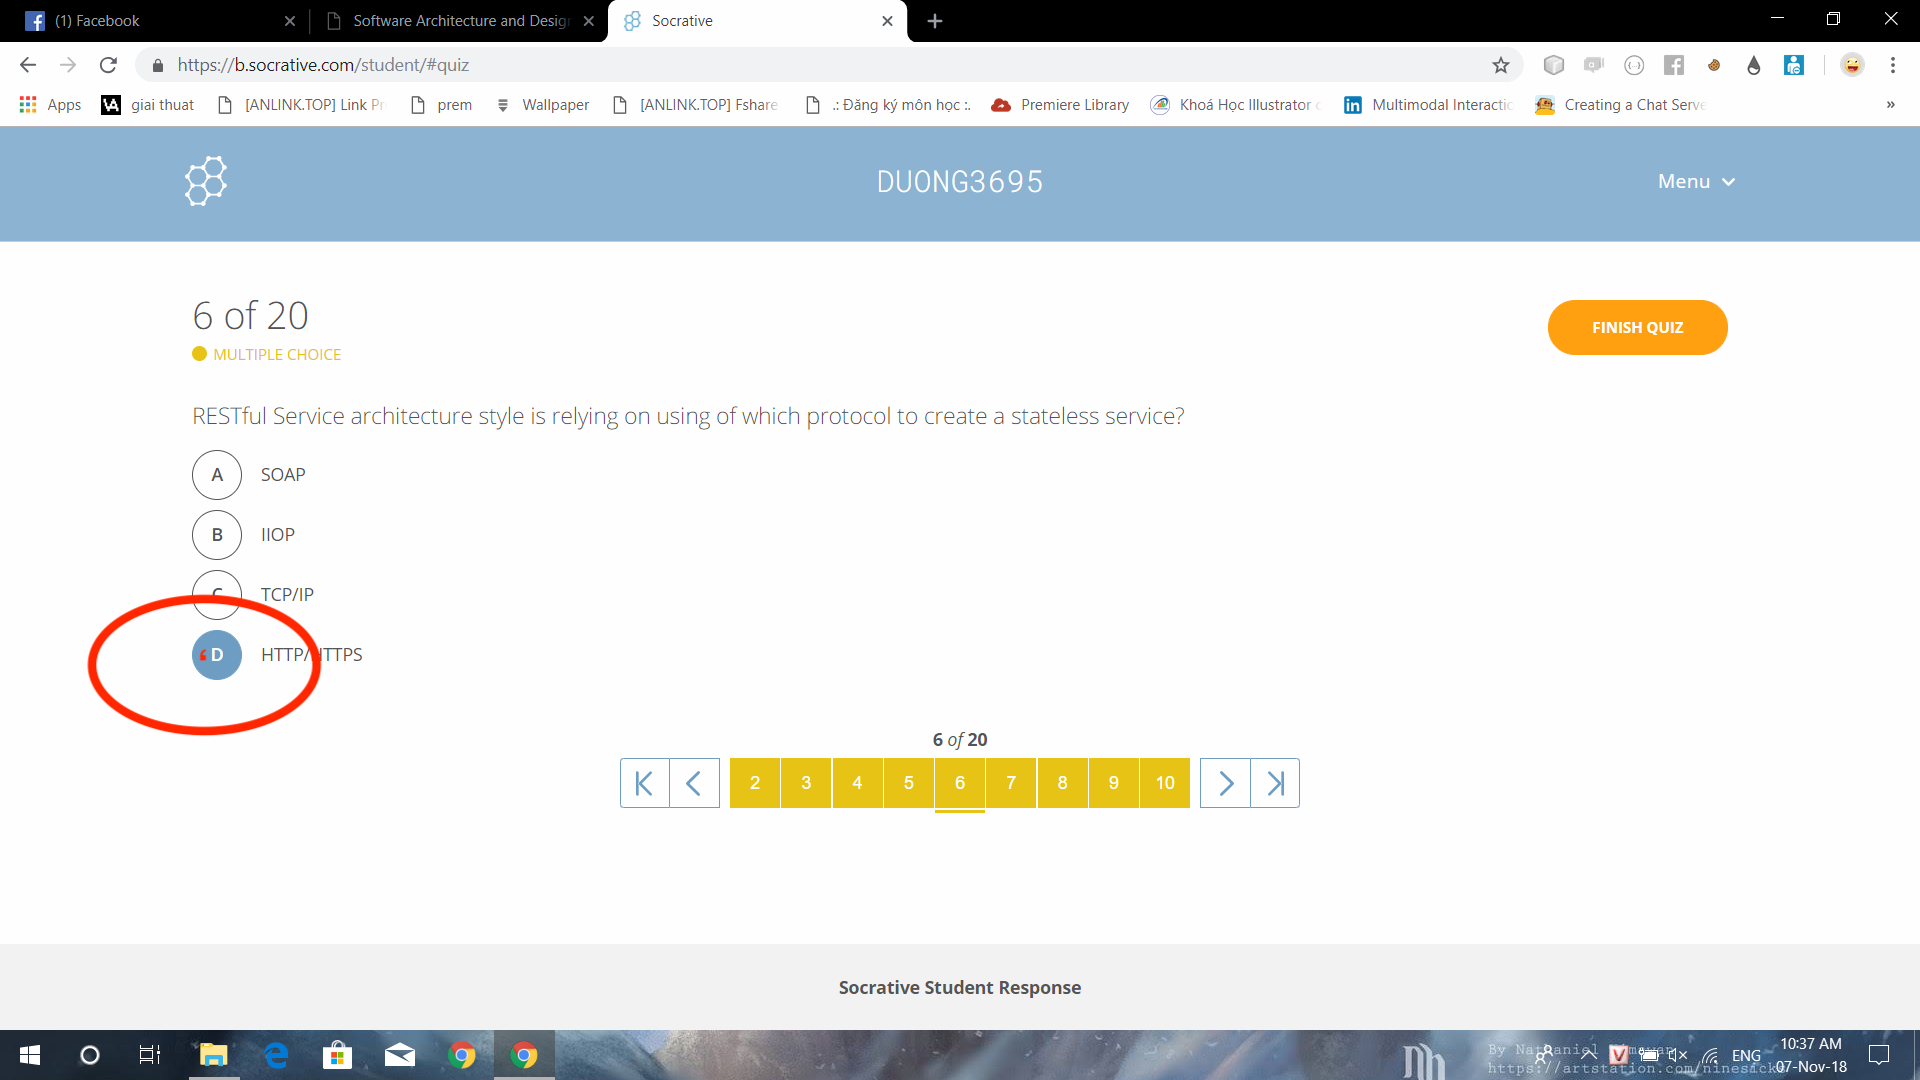 (1) Facebook
Software Architecture and Design
Socrative
https://b.socrative.com/student/#quiz
Apps
giai thuat
[ANLINK.TOP] Link Pr
prem
Wallpaper
[ANLINK.TOP] Fshare
.: Đăng ký môn học :.
Premiere Library
Khoá Học Illustrator
Multimodal Interactio
Creating a Chat Serve
»
DUONG3695
Menu
6 of 20
MULTIPLE CHOICE
FINISH QUIZ
RESTful Service architecture style is relying on using of which protocol to create a stateless service?
A SOAP
B IIOP
C TCP/IP
D HTTP/HTTPS
6 of 20
2 3 4 5 6 7 8 9 10
Socrative Student Response
By Nathaniel
https://artstation.com/ninesick
ENG
10:37 AM
07-Nov-18